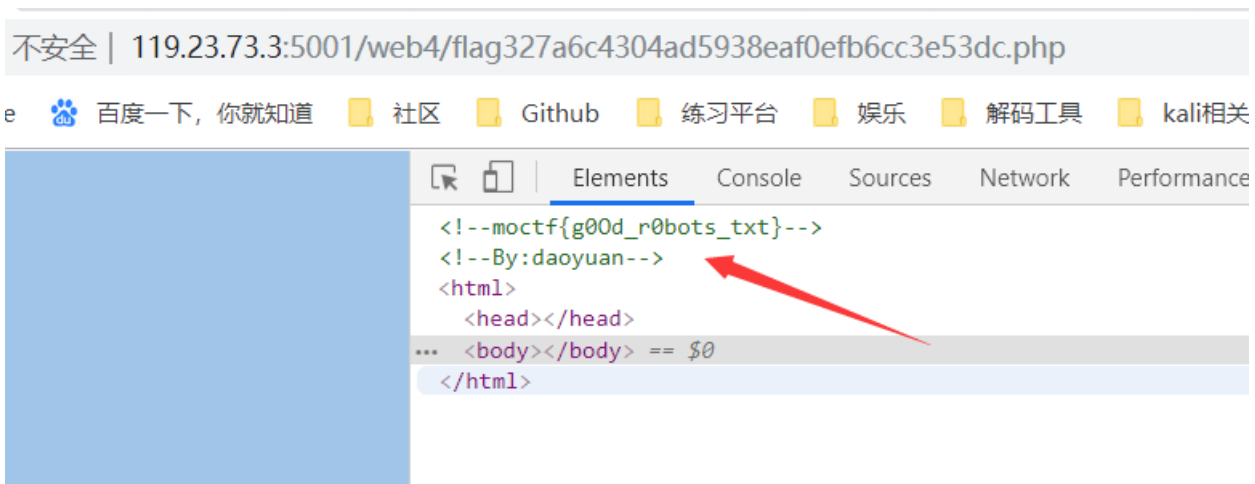 不安全 | 119.23.73.3:5001/web4/flag327a6c4304ad5938eaf0efb6cc3e53dc.php
e 百度一下，你就知道 社区 Github 练习平台 娱乐 解码工具 kali相关
Elements Console Sources Network Performance
<!--moctf{g0Od_r0bots_txt}-->
<!--By:daoyuan-->
<html>
<head></head>
••• <body></body> == $0
</html>